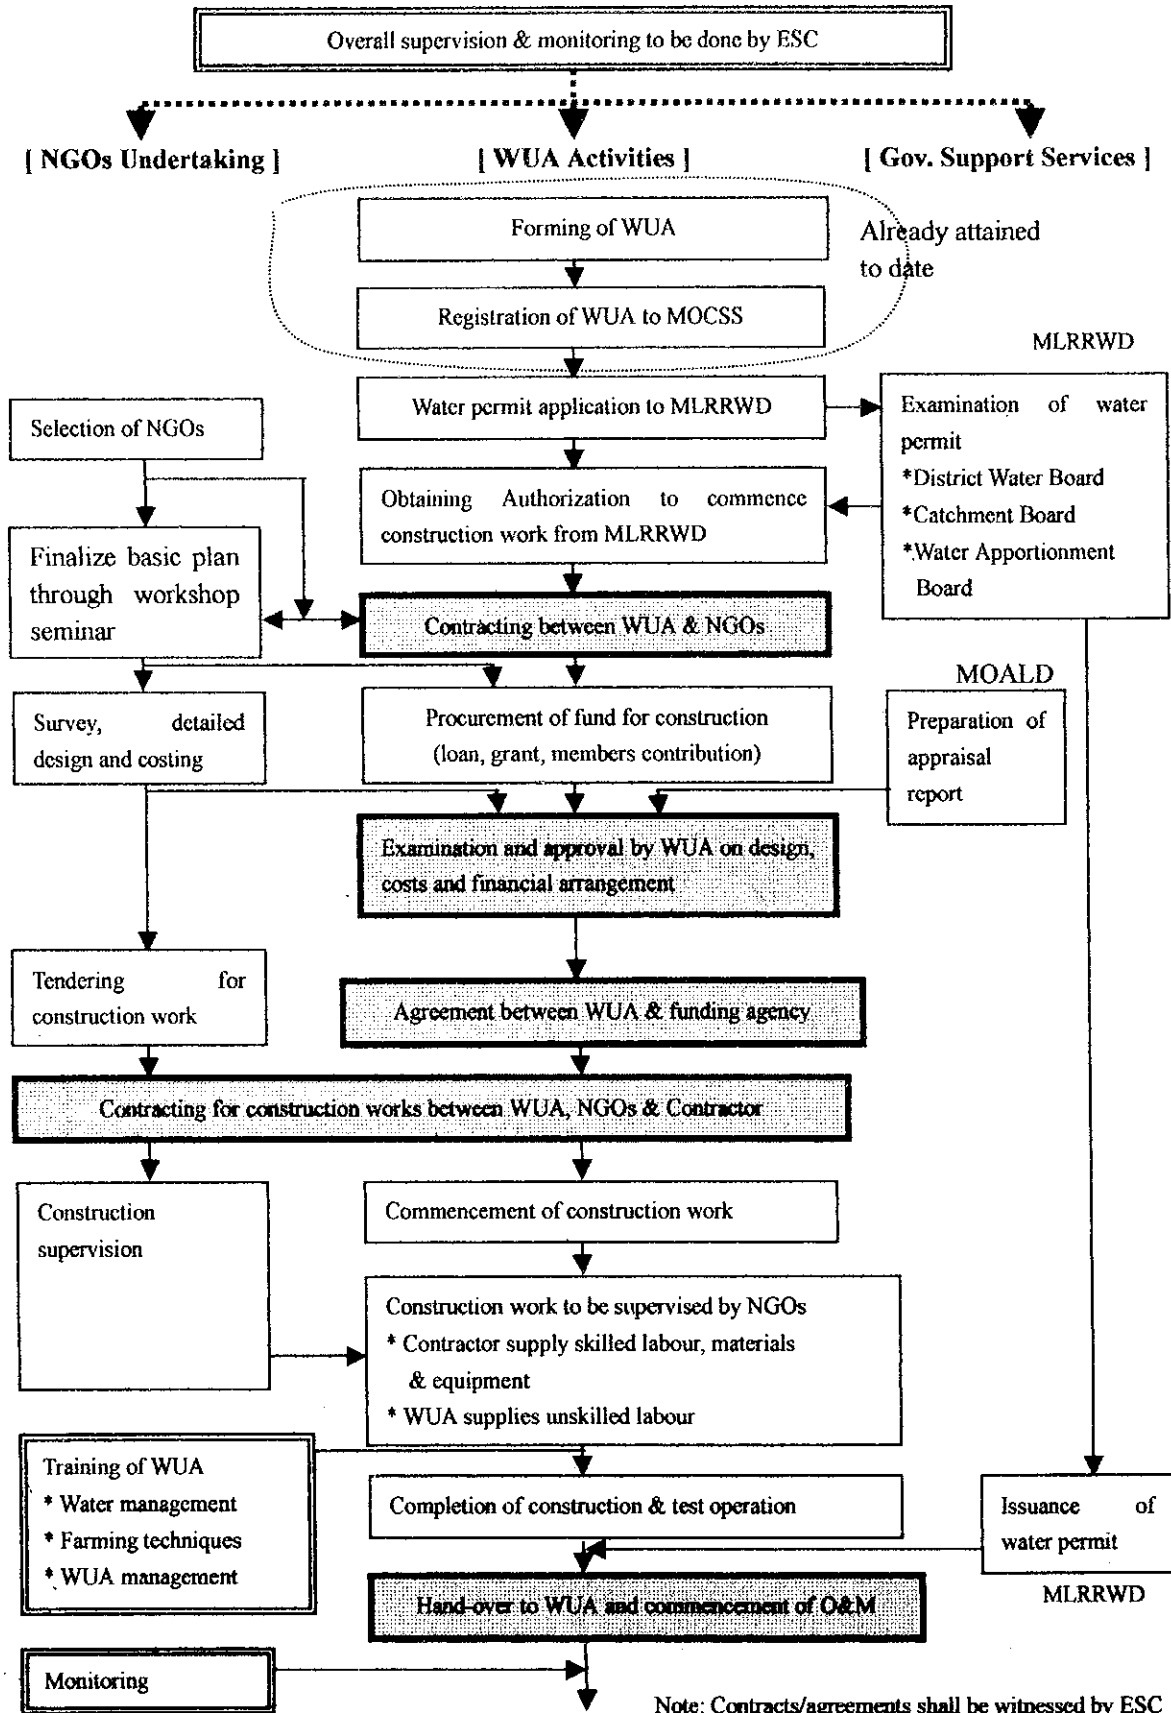 Overall supervision & monitoring to be done by ESC
[ NGOs Undertaking ]
[ WUA Activities ]
[ Gov. Support Services ]
Forming of WUA
Already attained
to date
Registration of WUA to MOCSS
MLRRWD
Water permit application to MLRRWD
Examination of water
permit
*District Water Board
*Catchment Board
*Water Apportionment
Board
Selection of NGOs
Obtaining Authorization to commence
construction work from MLRRWD
Finalize basic plan
through workshop
seminar
Contracting between WUA & NGOs
MOALD
Survey, detailed
design and costing
Procurement of fund for construction
(loan, grant, members contribution)
Preparation of
appraisal
report
Examination and approval by WUA on design,
costs and financial arrangement
Tendering for
construction work
Agreement between WUA & funding agency
Contracting for construction works between WUA, NGOs & Contractor
Construction
supervision
Commencement of construction work
Construction work to be supervised by NGOs
* Contractor supply skilled labour, materials
& equipment
* WUA supplies unskilled labour
Training of WUA
* Water management
* Farming techniques
* WUA management
Completion of construction & test operation
Issuance of
water permit
MLRRWD
Hand-over to WUA and commencement of O&M
Monitoring
Note: Contracts/agreements shall be witnessed by ESC